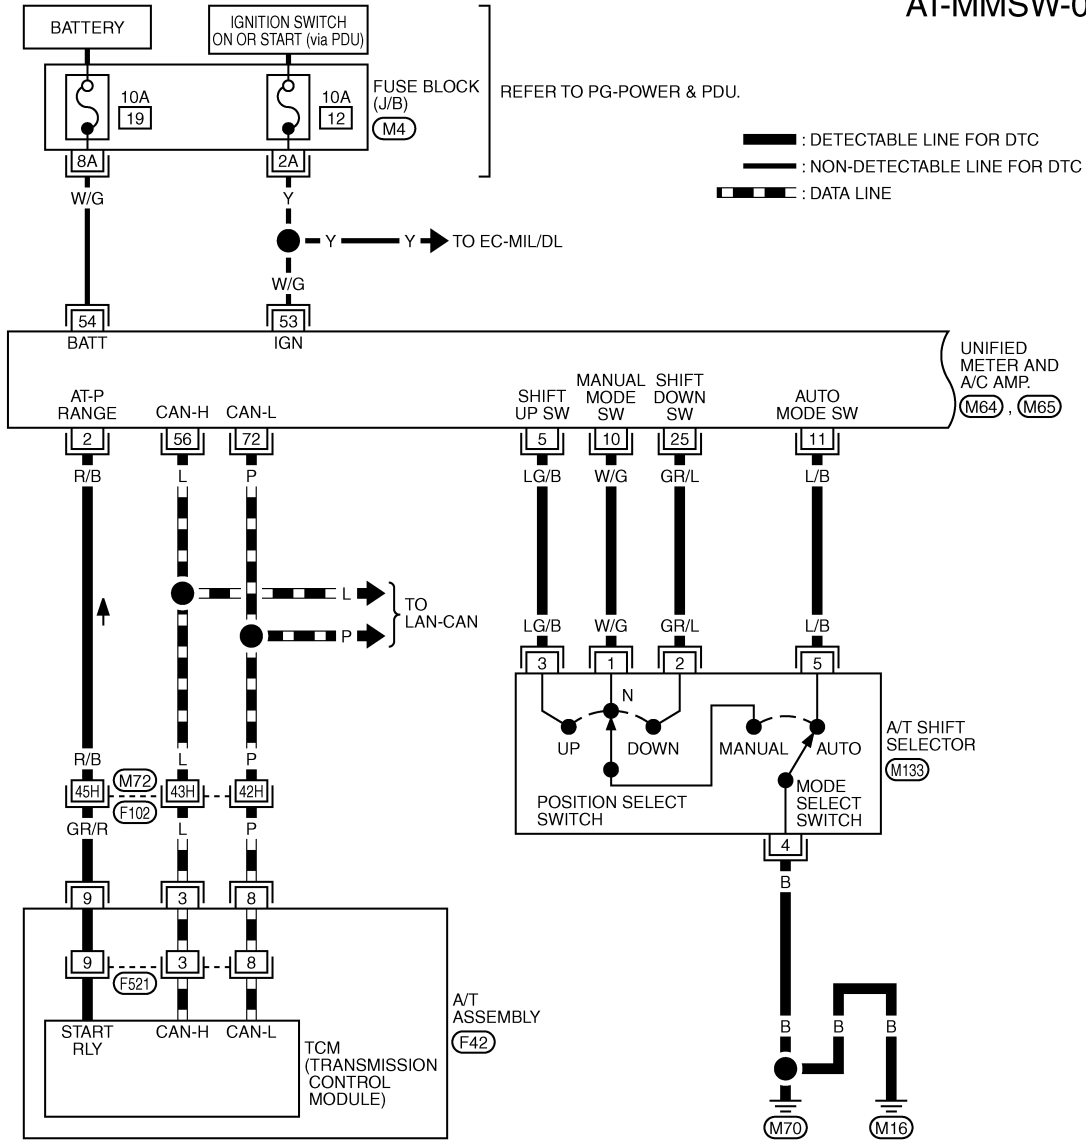 AT-MMSW-0
BATTERY
IGNITION SWITCH
ON OR START (via PDU)
10A
19
10A
12
FUSE BLOCK
(J/B)
M4
REFER TO PG-POWER & PDU.
: DETECTABLE LINE FOR DTC
: NON-DETECTABLE LINE FOR DTC
: DATA LINE
8A
2A
W/G
Y
Y
Y
TO EC-MIL/DL
W/G
54
53
BATT
IGN
UNIFIED
METER AND
A/C AMP.
M64 , M65
AT-P
RANGE
CAN-H
CAN-L
SHIFT
UP SW
MANUAL
MODE
SW
SHIFT
DOWN
SW
AUTO
MODE SW
2
56
72
5
10
25
11
R/B
L
P
LG/B
W/G
GR/L
L/B
L
P
TO
LAN-CAN
LG/B
W/G
GR/L
L/B
3
1
2
5
N
UP
DOWN
MANUAL
AUTO
POSITION SELECT
SWITCH
MODE
SELECT
SWITCH
A/T SHIFT
SELECTOR
M133
4
R/B
L
P
45H
M72
F102
43H
42H
GR/R
L
P
9
3
8
9
3
8
F521
START
RLY
CAN-H
CAN-L
TCM
(TRANSMISSION
CONTROL
MODULE)
A/T
ASSEMBLY
F42
B
B
B
B
M70
M16